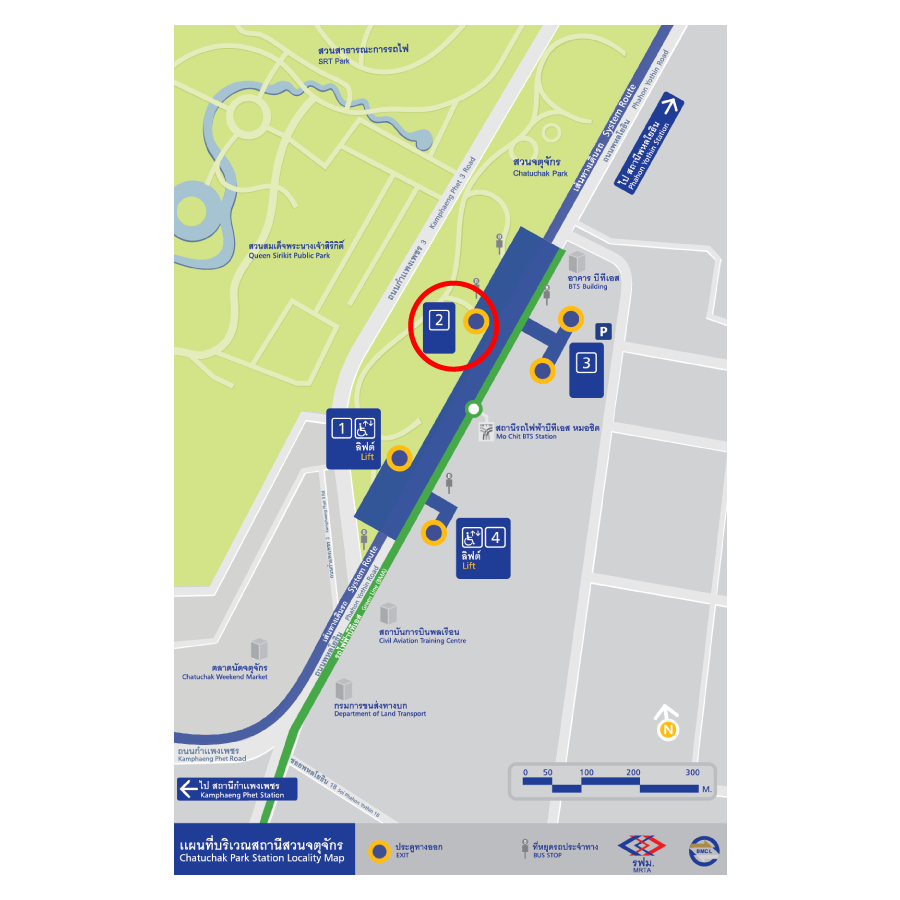 สวนสาธารณะการรถไฟ
SRT Park
เส้นทางเดินรถ System Route
ถนนพหลโยธิน Phahon Yothin Road
ไป สถานีพหลโยธิน
Phahon Yothin Station
สวนจตุจักร
Chatuchak Park
ถนนกำแพงเพชร 3 Kamphaeng Phet 3 Road
สวนสมเด็จพระนางเจ้าสิริกิติ์
Queen Sirikit Public Park
อาคาร บีทีเอส
BTS Building
2
P
3
1
ลิฟต์
Lift
สถานีรถไฟฟ้าบีทีเอส หมอชิต
Mo Chit BTS Station
4
ลิฟต์
Lift
เส้นทางเดินรถ System Route
ถนนพหลโยธิน Phahon Yothin Road
รถไฟฟ้าบีทีเอส Green Line (BMA)
สถาบันการบินพลเรือน
Civil Aviation Training Centre
ตลาดนัดจตุจักร
Chatuchak Weekend Market
กรมการขนส่งทางบก
Department of Land Transport
N
ถนนกำแพงเพชร
Kamphaeng Phet Road
ซอยพหลโยธิน 18 Soi Phahon Yothin 18
ไป สถานีกำแพงเพชร
Kamphaeng Phet Station
0 50 100 200 300
M.
แผนที่บริเวณสถานีสวนจตุจักร
Chatuchak Park Station Locality Map
ประตูทางออก
EXIT
ที่หยุดรถประจำทาง
BUS STOP
รฟม.
MRTA
BMCL